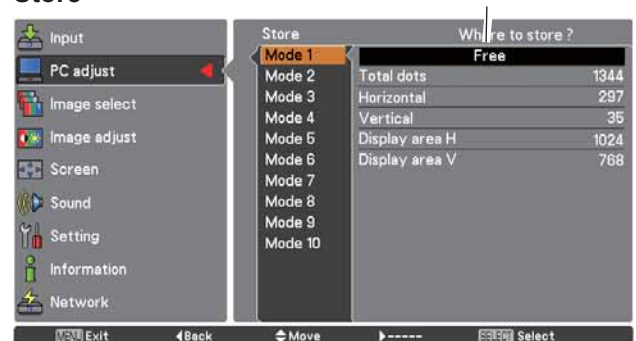 Store
Input
PC adjust
Image select
Image adjust
Screen
Sound
Setting
Information
Network
Store Where to store ?
Mode 1
Mode 2
Mode 3
Mode 4
Mode 5
Mode 6
Mode 7
Mode 8
Mode 9
Mode 10
Free
Total dots 1344
Horizontal 297
Vertical 35
Display area H 1024
Display area V 768
MENU Exit ◀Back Move ▶----- SELECT Select